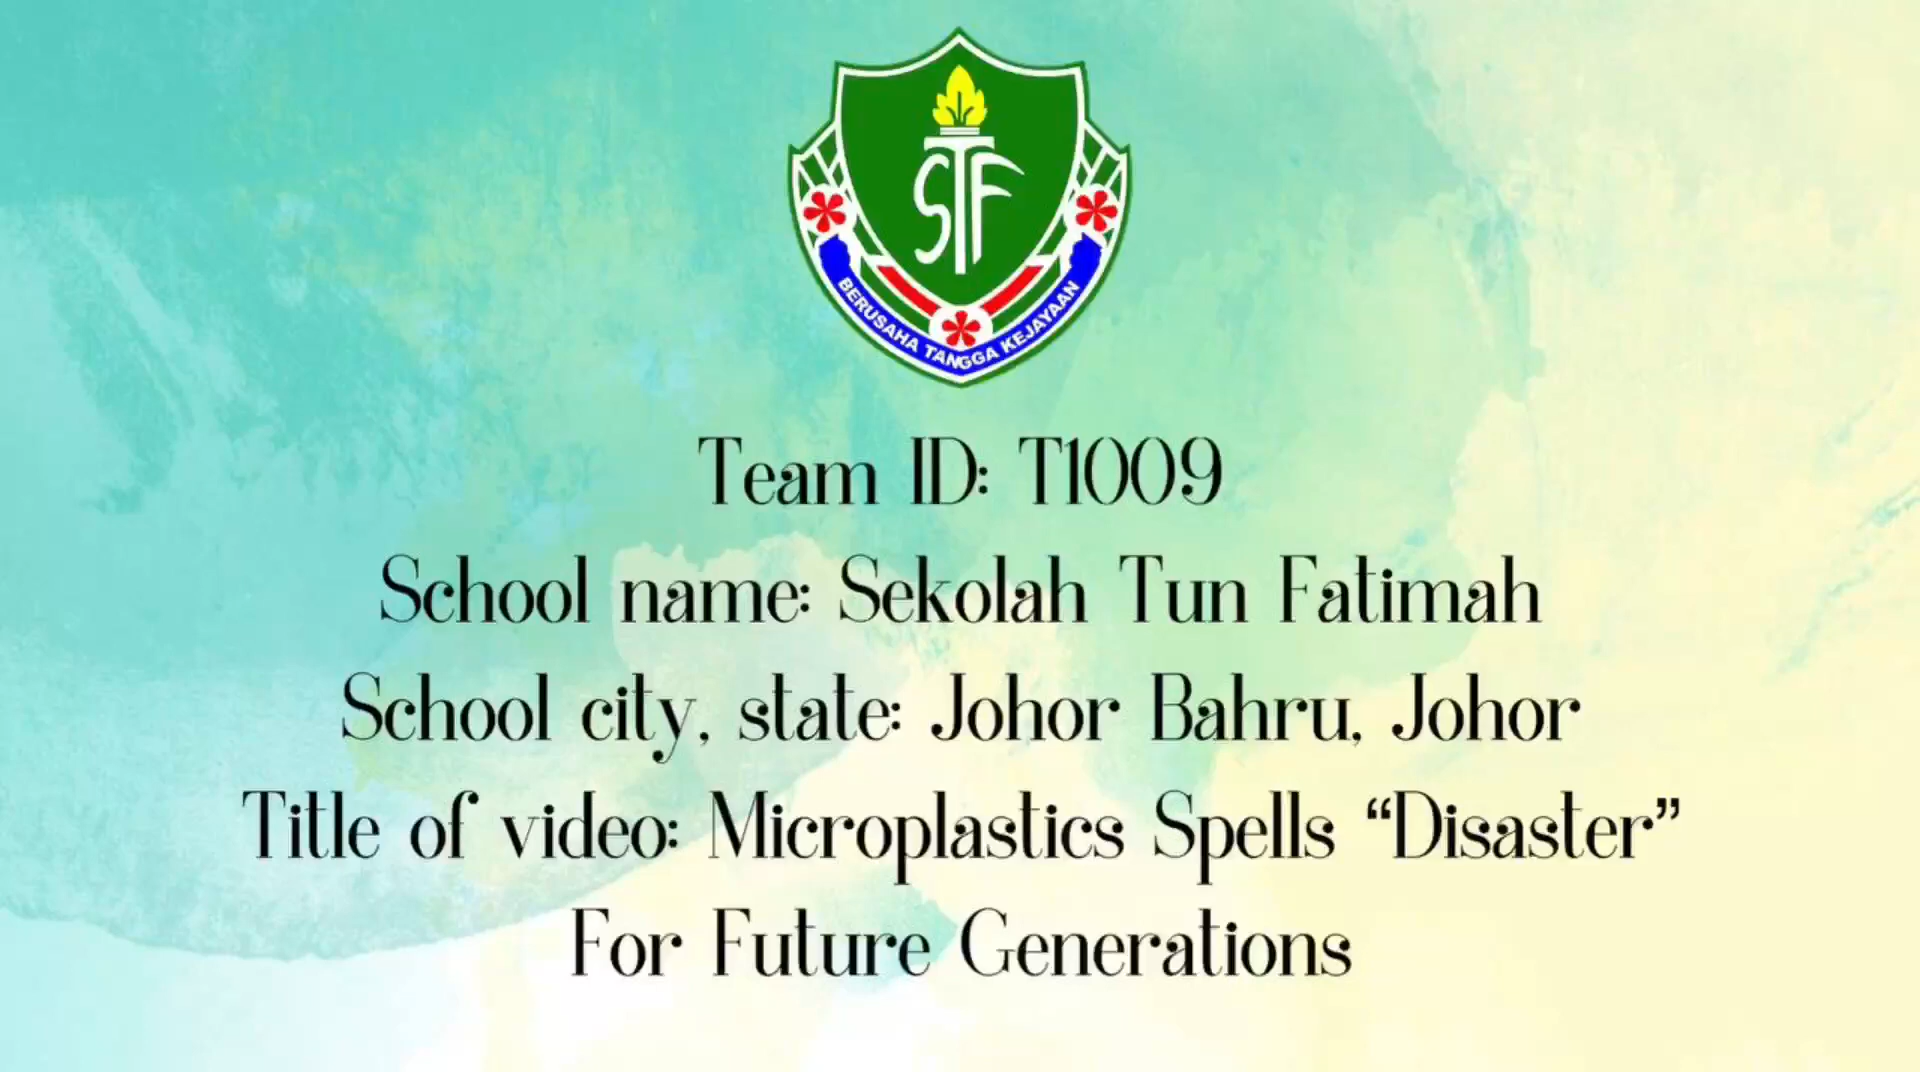 STF
BERUSAHA TANGGA KEJAYAAN
Team ID: T1009
School name: Sekolah Tun Fatimah
School city, state: Johor Bahru, Johor
Title of video: Microplastics Spells “Disaster”
For Future Generations